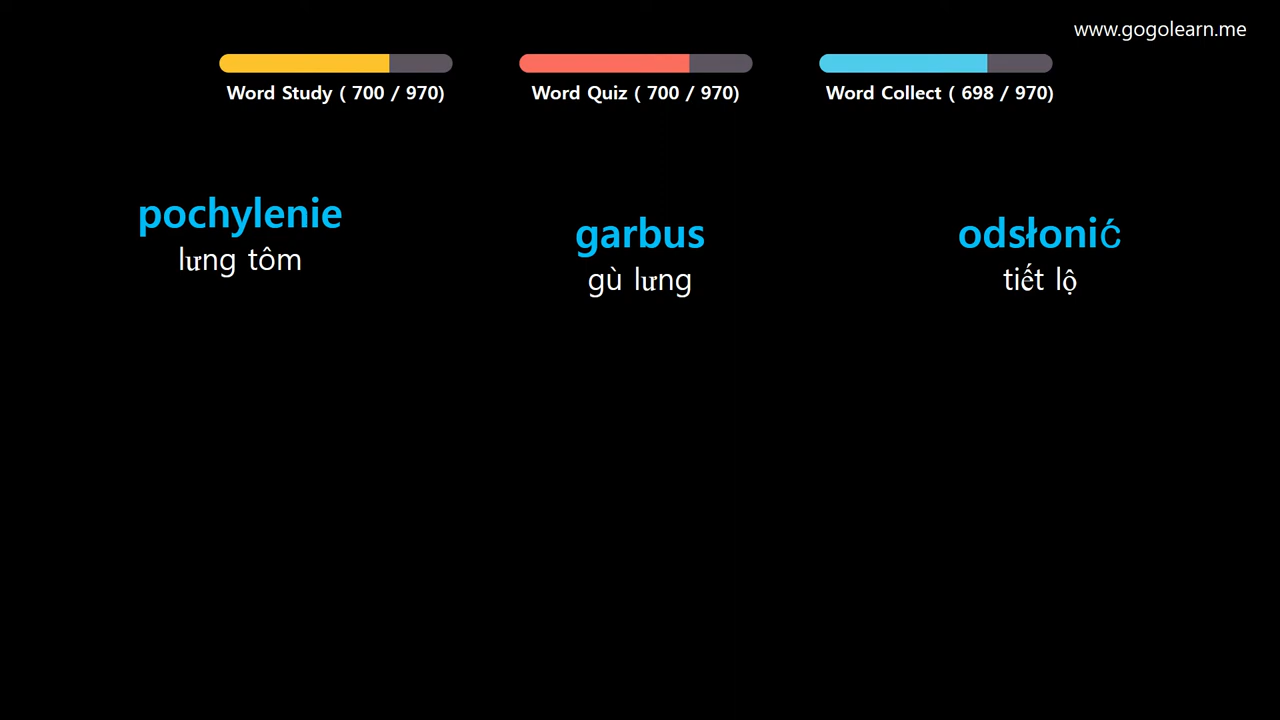 www.gogolearn.me
Word Study ( 700 / 970)
Word Quiz ( 700 / 970)
Word Collect ( 698 / 970)
pochylenie
lưng tôm
garbus
gù lưng
odsłonić
tiết lộ